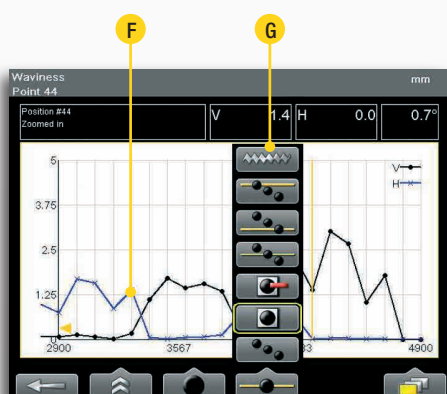 F G
Waviness mm
Point 44
Position #44 V 1.4 H 0.0 0.7°
Zoomed in
5 V
H
3.75
2.5
1.25
0
2900 3567 33 4900